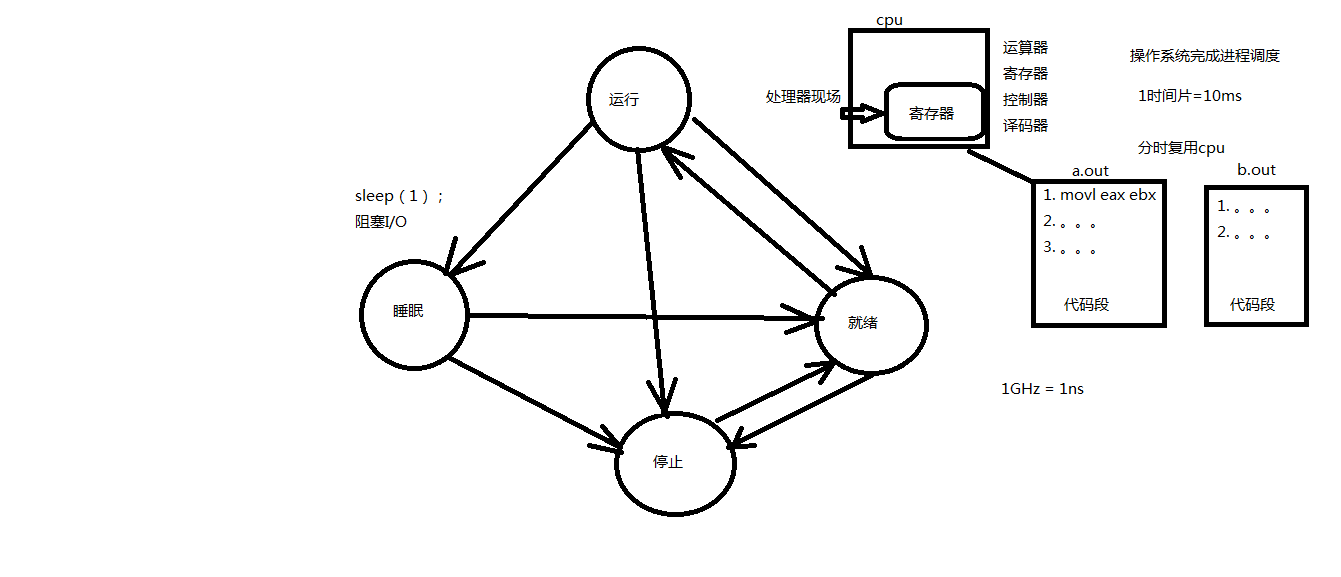 cpu
运行
运算器
寄存器
控制器
译码器
操作系统完成进程调度
处理器现场
寄存器
1时间片=10ms
分时复用cpu
a.out
b.out
sleep（1）；
阻塞I/O
1. movl eax ebx
2. 。。。
3. 。。。
代码段
1. 。。。
2. 。。。
代码段
睡眠
就绪
1GHz = 1ns
停止